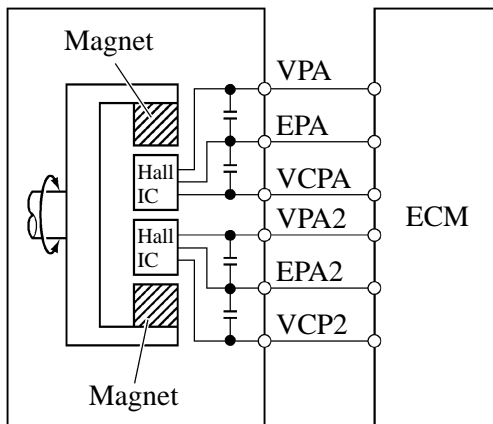 Magnet
VPA
EPA
Hall
IC
VCPA
ECM
VPA2
Hall
IC
EPA2
VCP2
Magnet